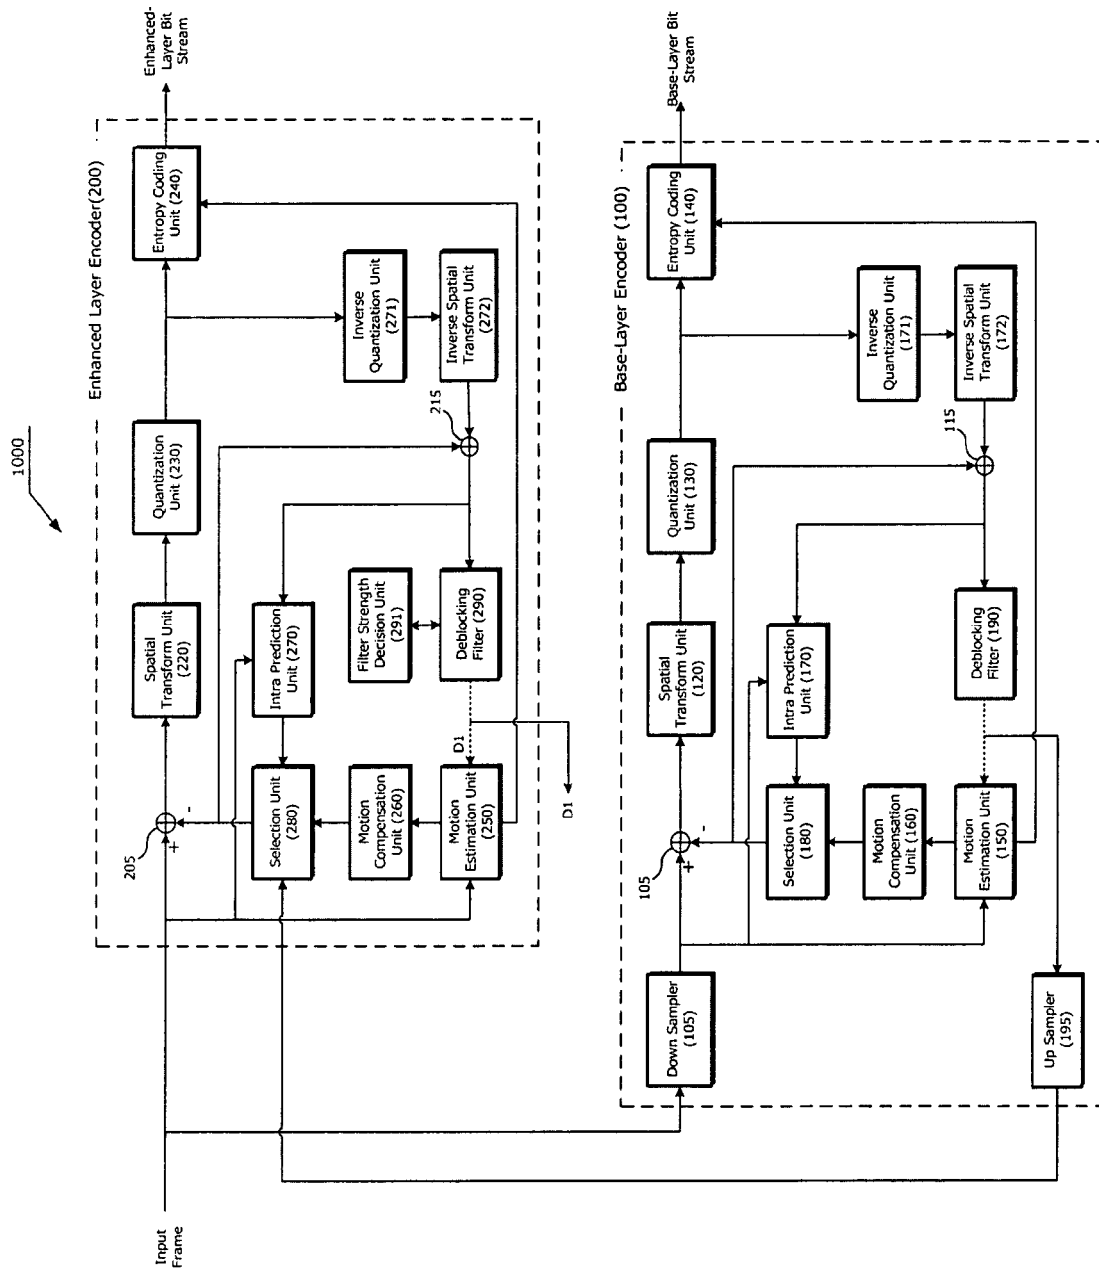 1000
Enhanced Layer Encoder(200)
Input
Frame
205
+
-
Spatial
Transform Unit
(220)
Quantization
Unit (230)
Entropy Coding
Unit (240)
Enhanced-
Layer Bit
Stream
Selection Unit
(280)
Intra Prediction
Unit (270)
Motion
Compensation
Unit (260)
Filter Strength
Decision Unit
(291)
Inverse
Quantization Unit
(271)
Motion
Estimation Unit
(250)
D1
Deblocking
Filter (290)
215
Inverse Spatial
Transform Unit
(272)
D1
Base-Layer Encoder (100)
Down Sampler
(105)
105
+
-
Spatial
Transform Unit
(120)
Quantization
Unit (130)
Entropy Coding
Unit (140)
Base-Layer Bit
Stream
Selection Unit
(180)
Intra Prediction
Unit (170)
Motion
Compensation
Unit (160)
Inverse
Quantization Unit
(171)
Motion
Estimation Unit
(150)
Deblocking
Filter (190)
115
Inverse Spatial
Transform Unit
(172)
Up Sampler
(195)